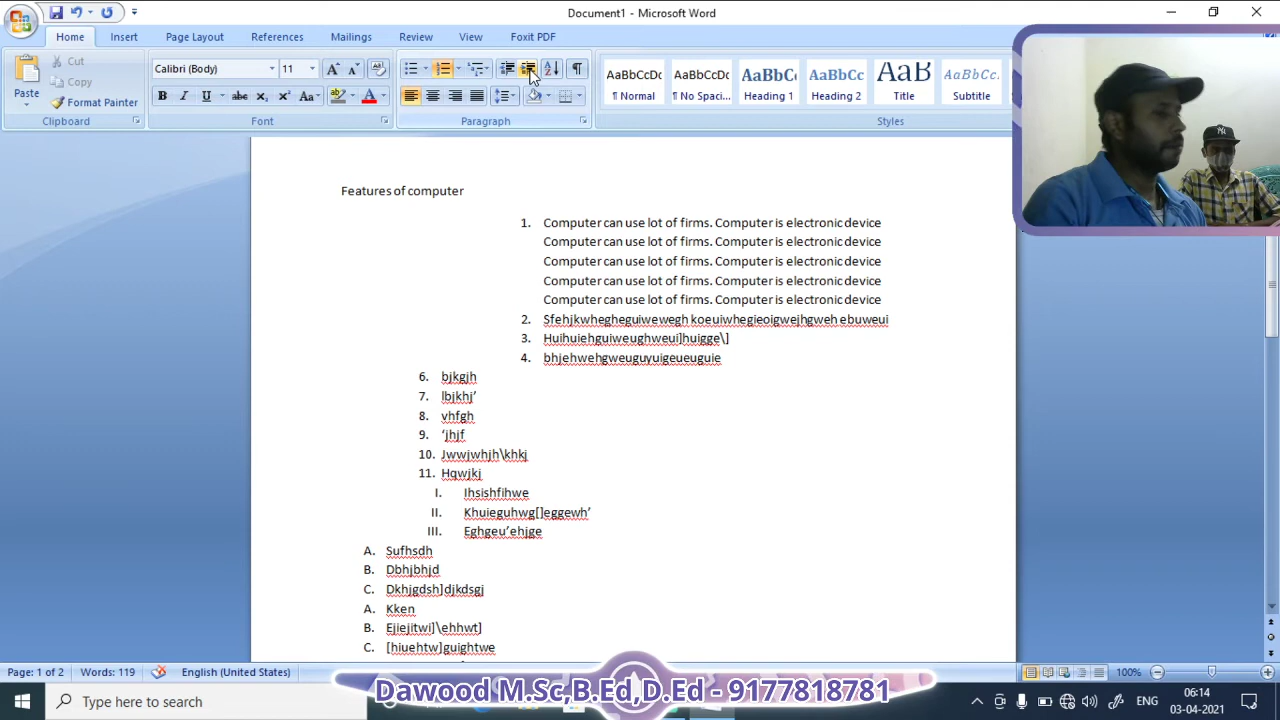 Document1 - Microsoft Word
Home Insert Page Layout References Mailings Review View Foxit PDF
Paste
Cut
Copy
Format Painter
Clipboard
Calibri (Body) 11
Font
Paragraph
AaBbCcDc AaBbCcDc AaBbC AaBbCc AaB AaBbCc.
¶ Normal ¶ No Spaci... Heading 1 Heading 2 Title Subtitle
Styles
Features of computer
1. Computer can use lot of firms. Computer is electronic device
Computer can use lot of firms. Computer is electronic device
Computer can use lot of firms. Computer is electronic device
Computer can use lot of firms. Computer is electronic device
Computer can use lot of firms. Computer is electronic device
2. Sfehjkwhegheguiwewegh koeuiwhegieoigwejhgweh ebuweui
3. Huihuiehguiweughweui]huigge\]
4. bhjehwehgweuguyuigeueuguie
6. bjkgjh
7. lbjkhj’
8. vhfgh
9. ‘jhjf
10. Jwwjwhjh\khkj
11. Hqwjkj
I. Ihsishfihwe
II. Khuieguhwg[]eggewh’
III. Eghgeu’ehjge
A. Sufhsdh
B. Dbhjbhjd
C. Dkhjgdsh]djkdsgj
A. Kken
B. Ejiejitwi]\ehhwt]
C. [hiuehtw]guightwe
Page: 1 of 2 Words: 119 English (United States) 100%
Dawood M.Sc,B.Ed,D.Ed - 9177818781
Type here to search
ENG
06:14
03-04-2021